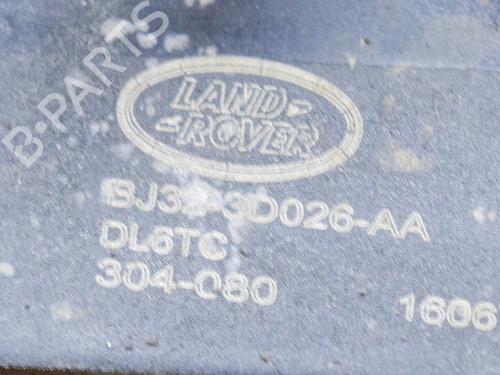 B-PARTS
LAND
ROVER
BJ32-3D026-AA
DL6TC
304-080
1606